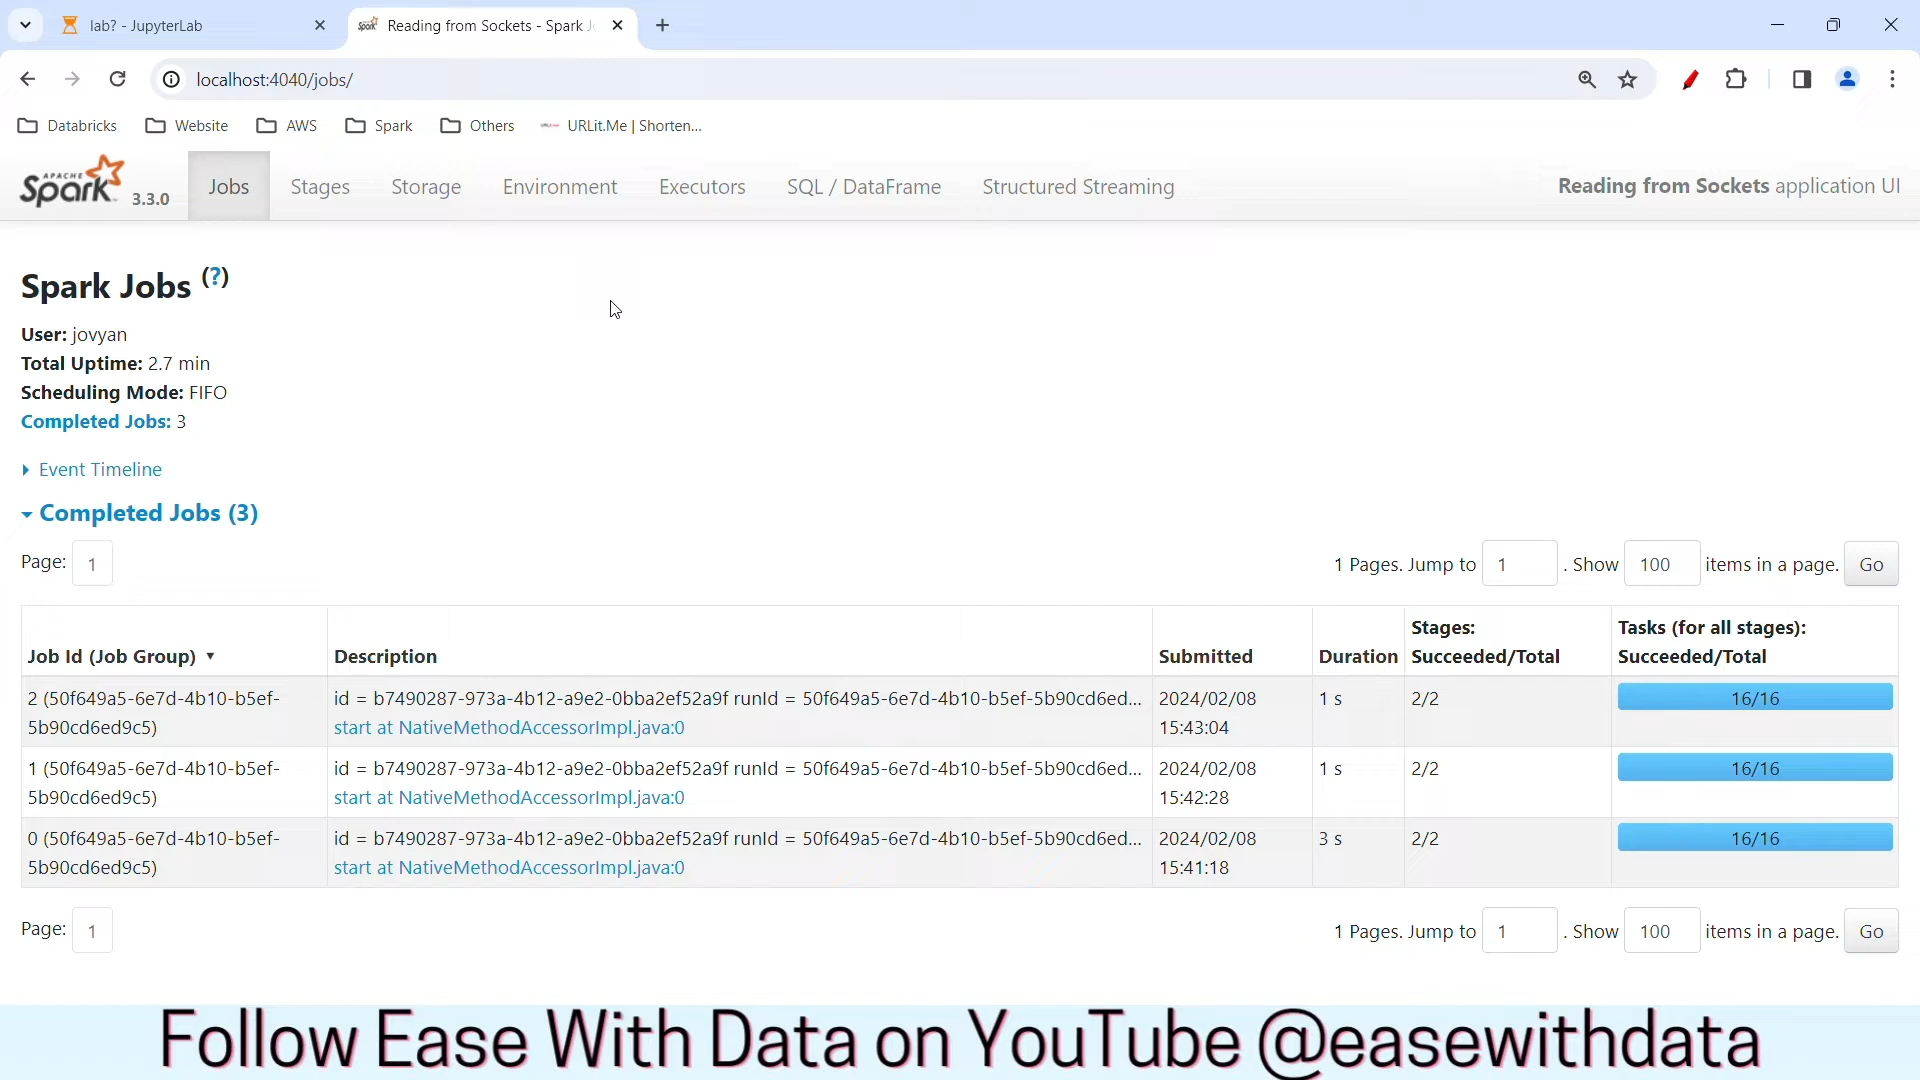 lab? - JupyterLab
Reading from Sockets - Spark J
localhost:4040/jobs/
Databricks
Website
AWS
Spark
Others
URLit.Me | Shorten...
APACHE
Spark 3.3.0
Jobs
Stages
Storage
Environment
Executors
SQL / DataFrame
Structured Streaming
Reading from Sockets application UI
Spark Jobs (?)
User: jovyan
Total Uptime: 2.7 min
Scheduling Mode: FIFO
Completed Jobs: 3
Event Timeline
Completed Jobs (3)
Page: 1
1 Pages. Jump to 1 . Show 100 items in a page. Go
Job Id (Job Group) ▼
Description
Submitted
Duration
Stages: Succeeded/Total
Tasks (for all stages): Succeeded/Total
2 (50f649a5-6e7d-4b10-b5ef-
5b90cd6ed9c5)
id = b7490287-973a-4b12-a9e2-0bba2ef52a9f runId = 50f649a5-6e7d-4b10-b5ef-5b90cd6ed...
start at NativeMethodAccessorImpl.java:0
2024/02/08
15:43:04
1 s
2/2
16/16
1 (50f649a5-6e7d-4b10-b5ef-
5b90cd6ed9c5)
id = b7490287-973a-4b12-a9e2-0bba2ef52a9f runId = 50f649a5-6e7d-4b10-b5ef-5b90cd6ed...
start at NativeMethodAccessorImpl.java:0
2024/02/08
15:42:28
1 s
2/2
16/16
0 (50f649a5-6e7d-4b10-b5ef-
5b90cd6ed9c5)
id = b7490287-973a-4b12-a9e2-0bba2ef52a9f runId = 50f649a5-6e7d-4b10-b5ef-5b90cd6ed...
start at NativeMethodAccessorImpl.java:0
2024/02/08
15:41:18
3 s
2/2
16/16
Page: 1
1 Pages. Jump to 1 . Show 100 items in a page. Go
Follow Ease With Data on YouTube @easewithdata